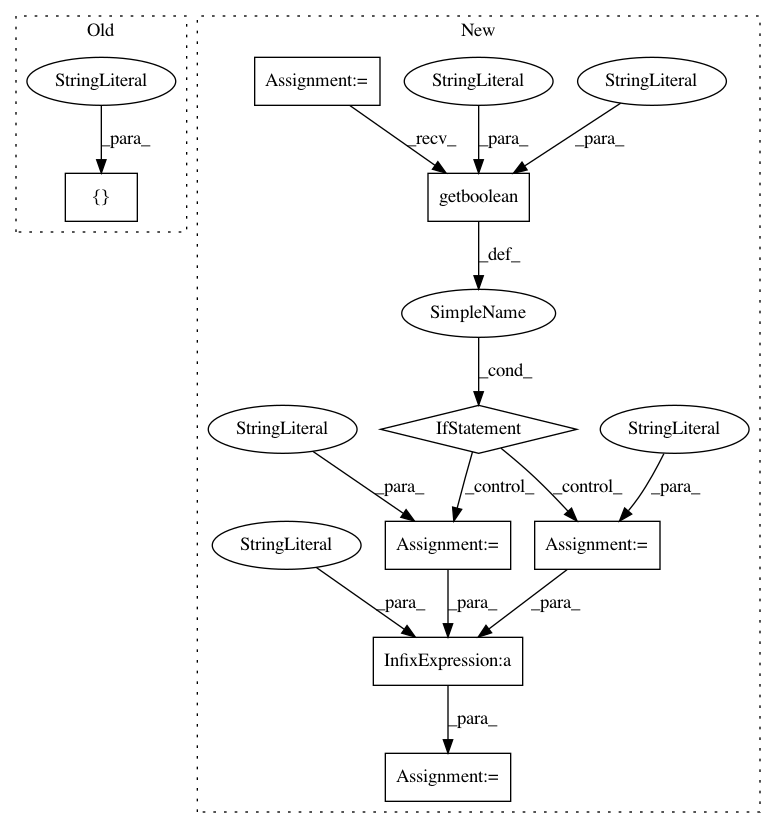 Old
New
StringLiteral
Assignment:=
StringLiteral
StringLiteral
_para_
_recv_
_para_
_para_
{}
getboolean
_def_
SimpleName
_cond_
StringLiteral
IfStatement
StringLiteral
_para_
_control_
_control_
_para_
StringLiteral
Assignment:=
Assignment:=
_para_
_para_
_para_
InfixExpression:a
_para_
Assignment:=